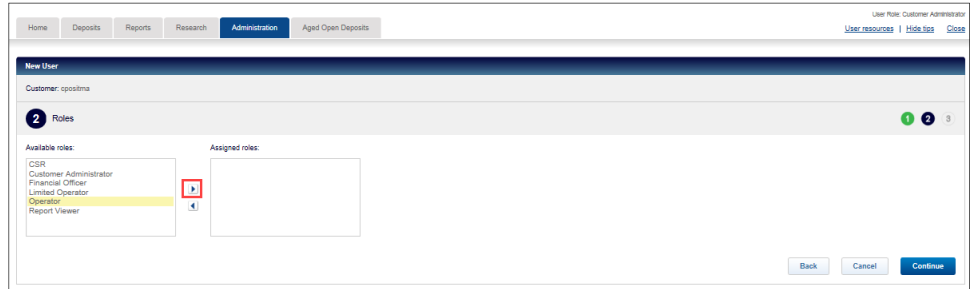 User Role: Customer Administrator
Home Deposits Reports Research Administration Aged Open Deposits
User resources | Hide tips Close
New User
Customer: cpositma
2 Roles 1 2 3
Available roles: Assigned roles:
CSR
Customer Administrator
Financial Officer
Limited Operator
Operator
Report Viewer
Back Cancel Continue